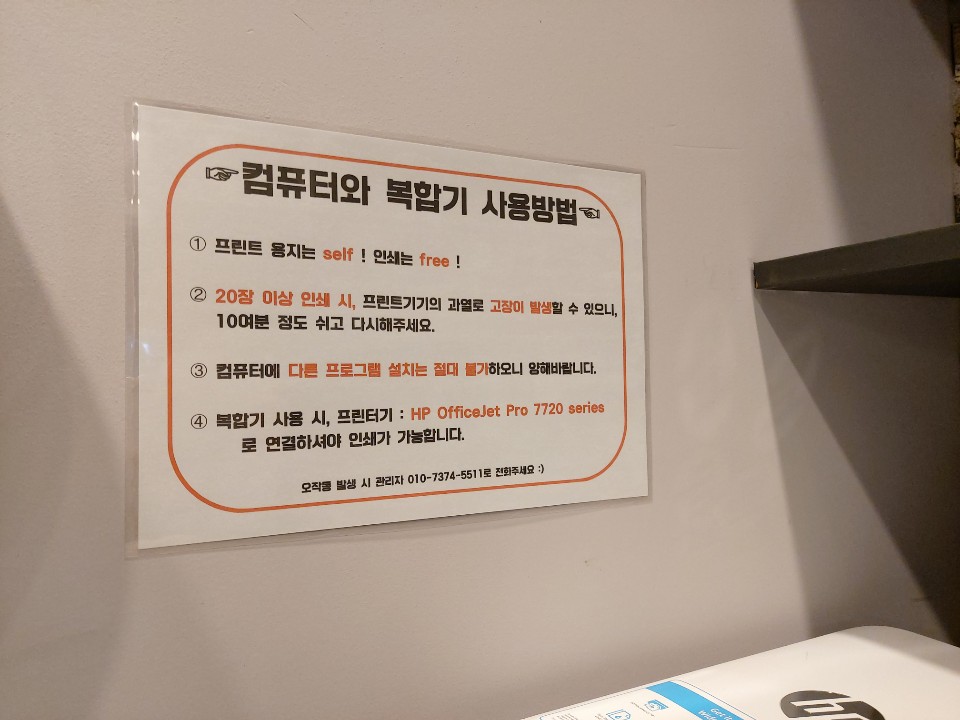 ☞컴퓨터와 복합기 사용방법☜
① 프린트 용지는 self ! 인쇄는 free !
② 20장 이상 인쇄 시, 프린트기기의 과열로 고장이 발생할 수 있으니,
10여분 정도 쉬고 다시해주세요.
③ 컴퓨터에 다른 프로그램 설치는 절대 불가하오니 양해바랍니다.
④ 복합기 사용 시, 프린터기 : HP OfficeJet Pro 7720 series
로 연결하셔야 인쇄가 가능합니다.
오작동 발생 시 관리자 010-7374-5511로 전화주세요 :)
hp